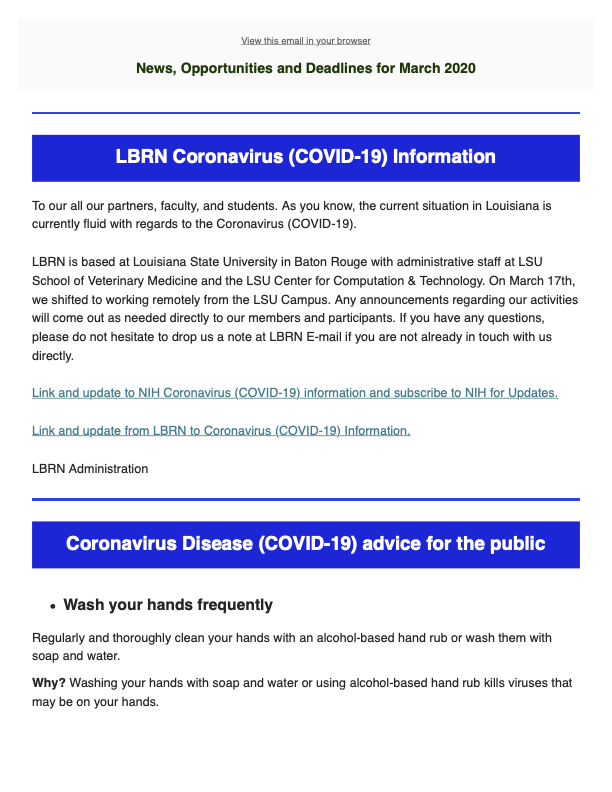 View this email in your browser
News, Opportunities and Deadlines for March 2020
LBRN Coronavirus (COVID-19) Information
To our all our partners, faculty, and students. As you know, the current situation in Louisiana is
currently fluid with regards to the Coronavirus (COVID-19).
LBRN is based at Louisiana State University in Baton Rouge with administrative staff at LSU
School of Veterinary Medicine and the LSU Center for Computation & Technology. On March 17th,
we shifted to working remotely from the LSU Campus. Any announcements regarding our activities
will come out as needed directly to our members and participants. If you have any questions,
please do not hesitate to drop us a note at LBRN E-mail if you are not already in touch with us
directly.
Link and update to NIH Coronavirus (COVID-19) information and subscribe to NIH for Updates.
Link and update from LBRN to Coronavirus (COVID-19) Information.
LBRN Administration
Coronavirus Disease (COVID-19) advice for the public
• Wash your hands frequently
Regularly and thoroughly clean your hands with an alcohol-based hand rub or wash them with
soap and water.
Why? Washing your hands with soap and water or using alcohol-based hand rub kills viruses that
may be on your hands.